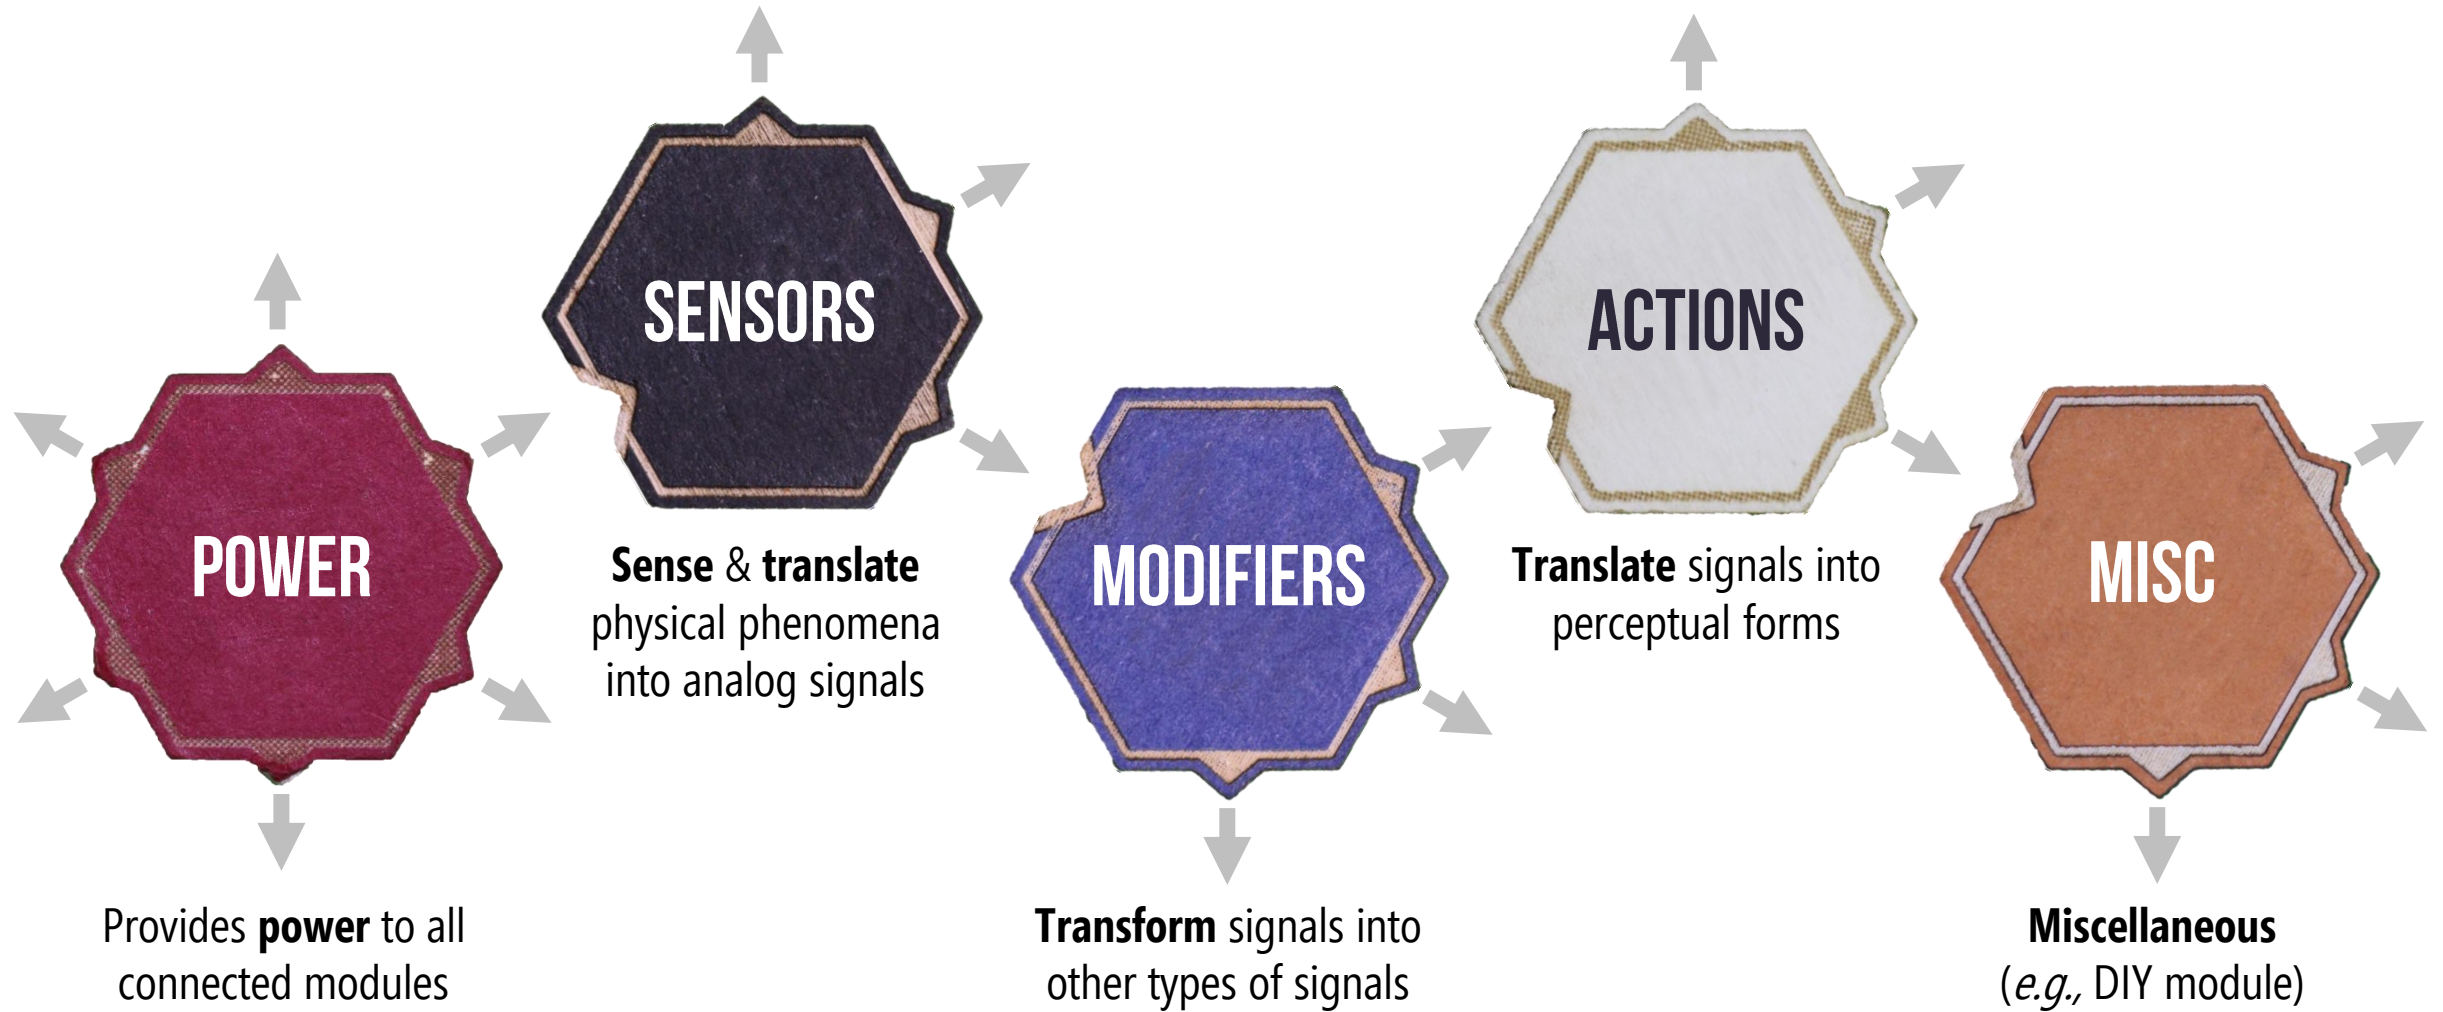 POWER
Provides power to all
connected modules
SENSORS
Sense & translate
physical phenomena
into analog signals
MODIFIERS
Transform signals into
other types of signals
ACTIONS
Translate signals into
perceptual forms
MISC
Miscellaneous
(e.g., DIY module)